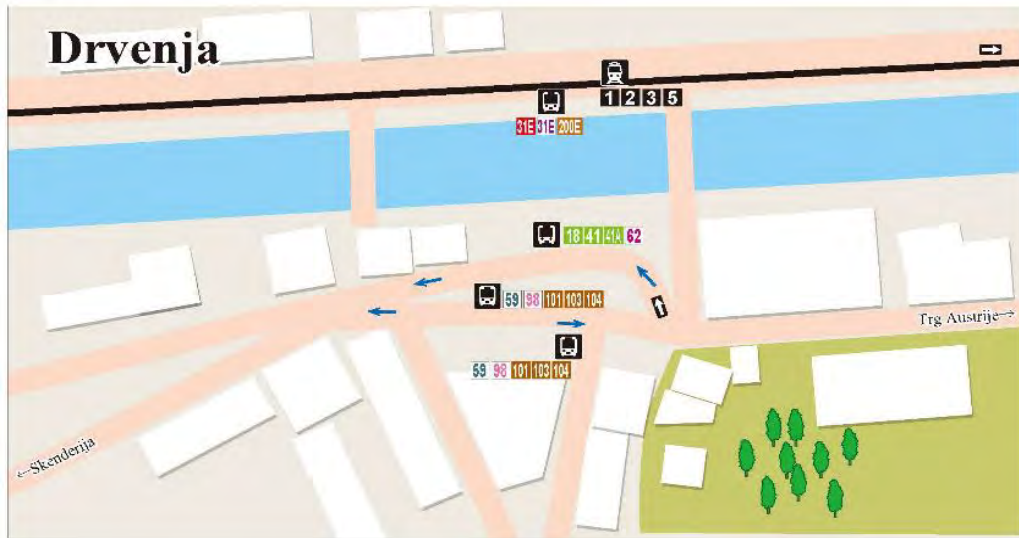 Drvenja
1 2 3 5
31E 31E 200E
18 41 41A 62
59 98 101 103 104
Trg Austrije→
59 98 101 103 104
←Skenderija